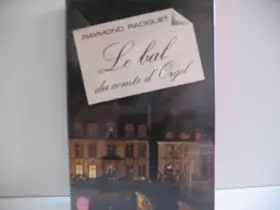 RAYMOND RADIGUET
Le bal
du comte d'Orgel